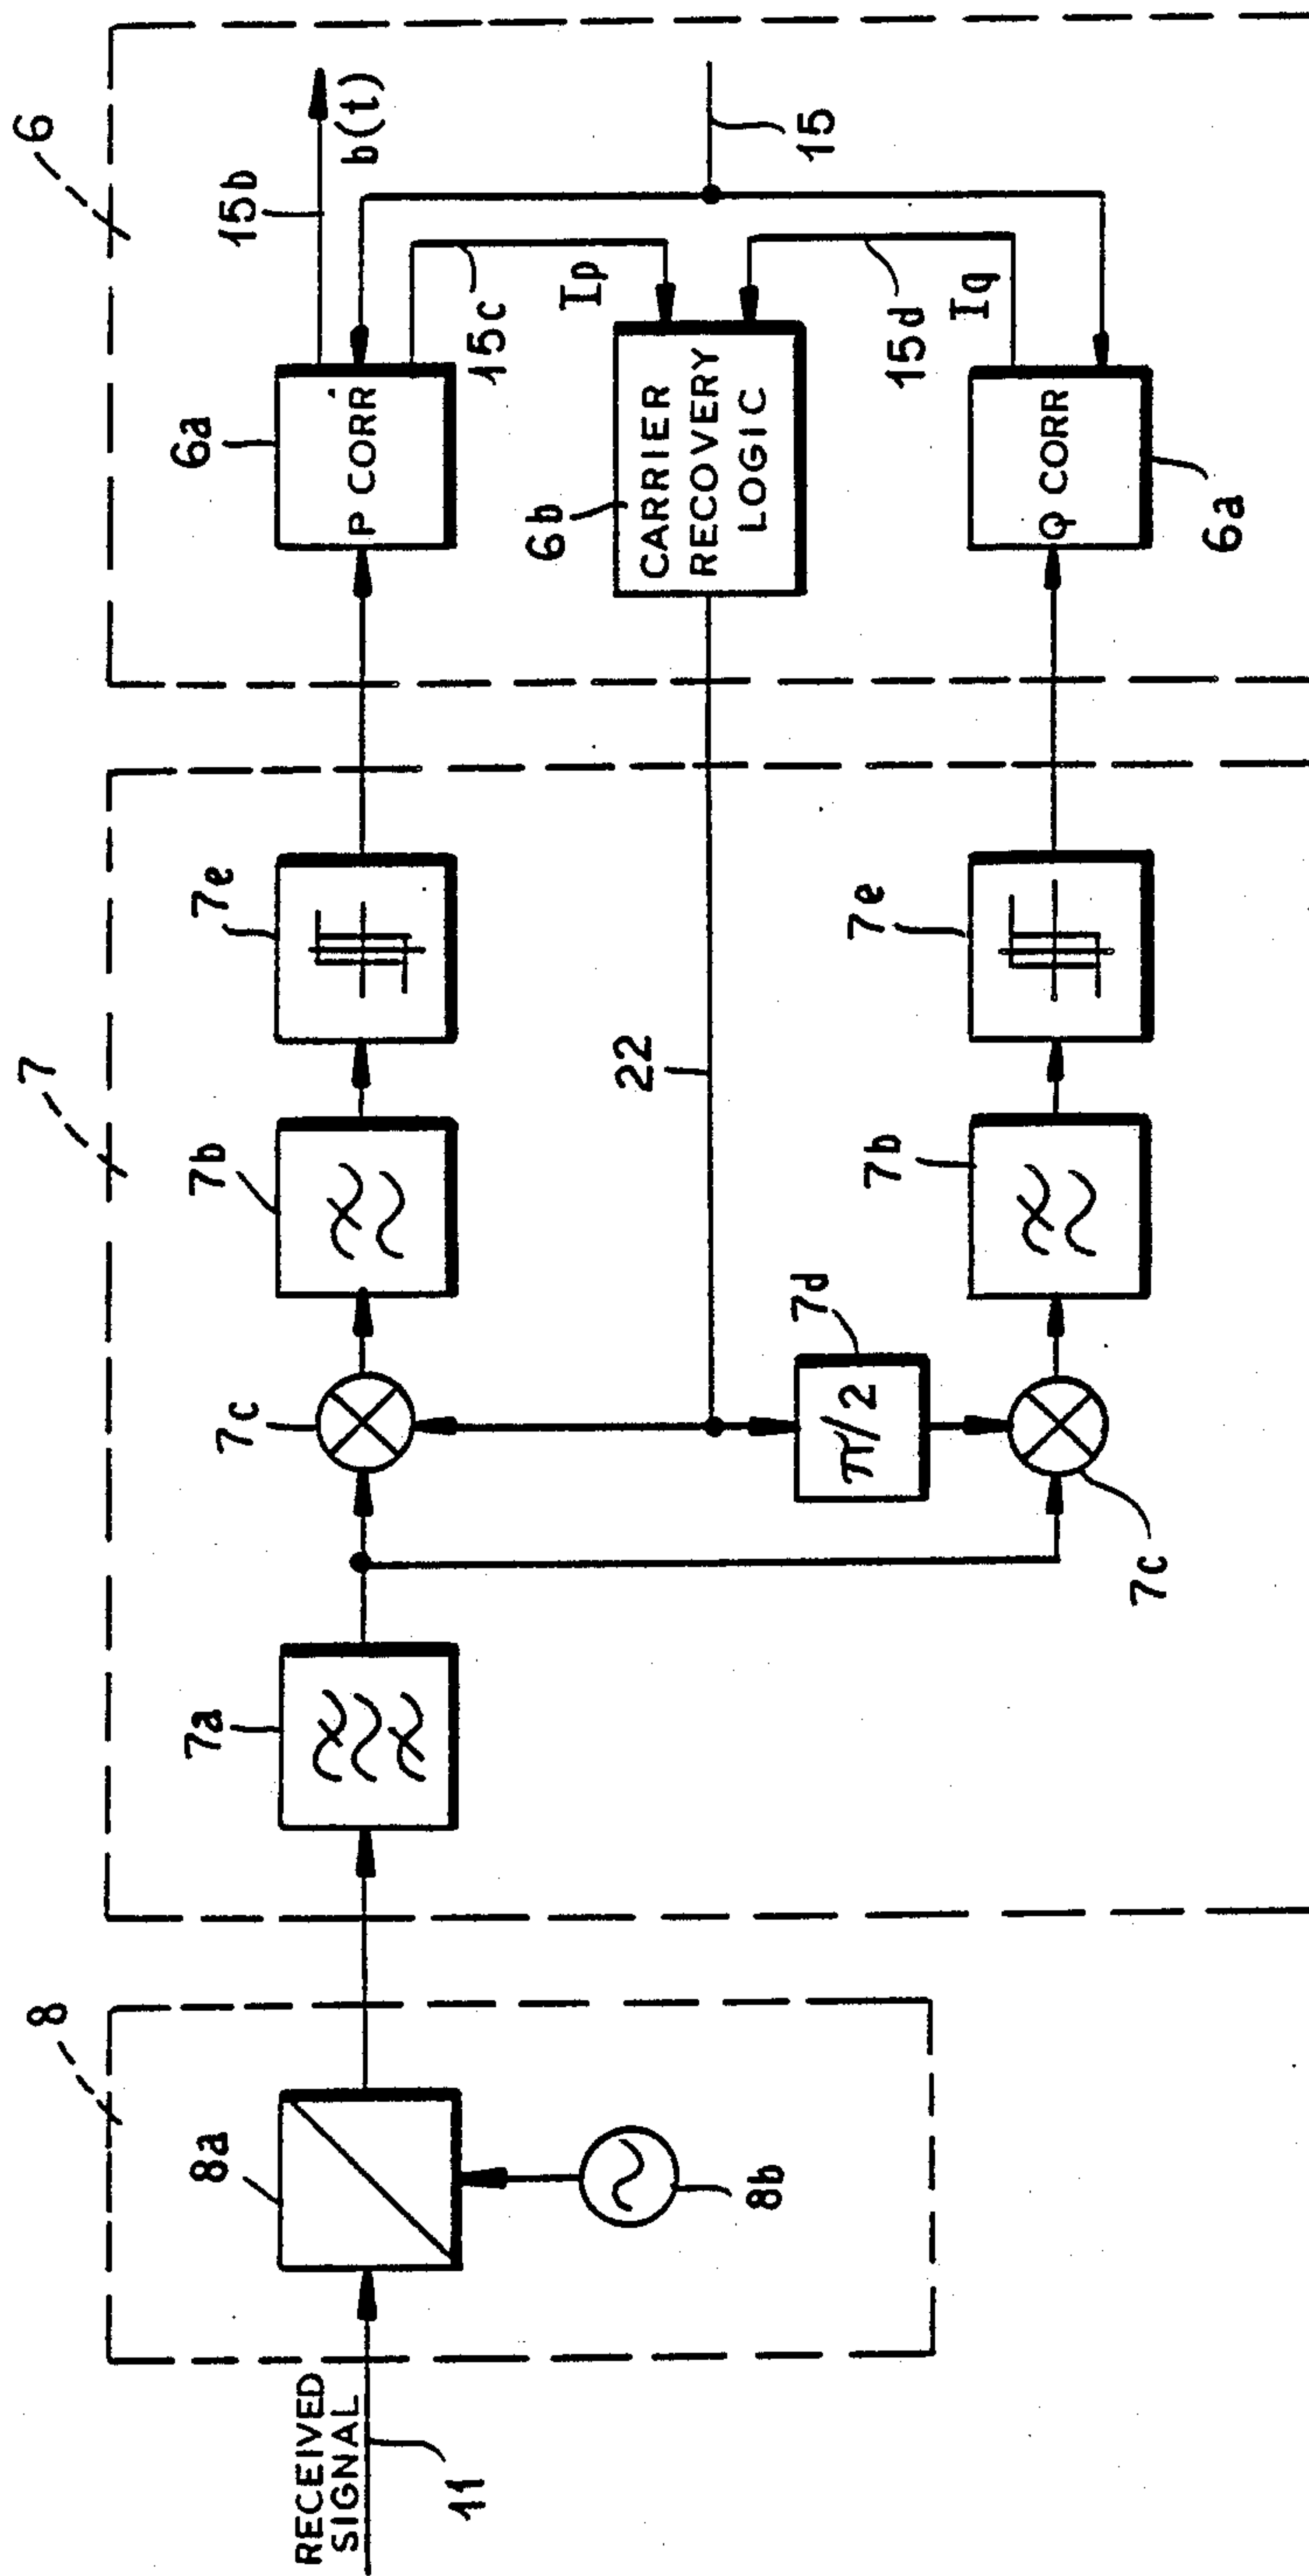 RECEIVED
SIGNAL
11
8
8a
8b
7
7a
7c
7b
7e
7d
π/2
7c
7b
7e
22
6
6a
P CORR
15b
b(t)
15c
Ip
6b
CARRIER
RECOVERY
LOGIC
15
15d
Iq
Q CORR
6a